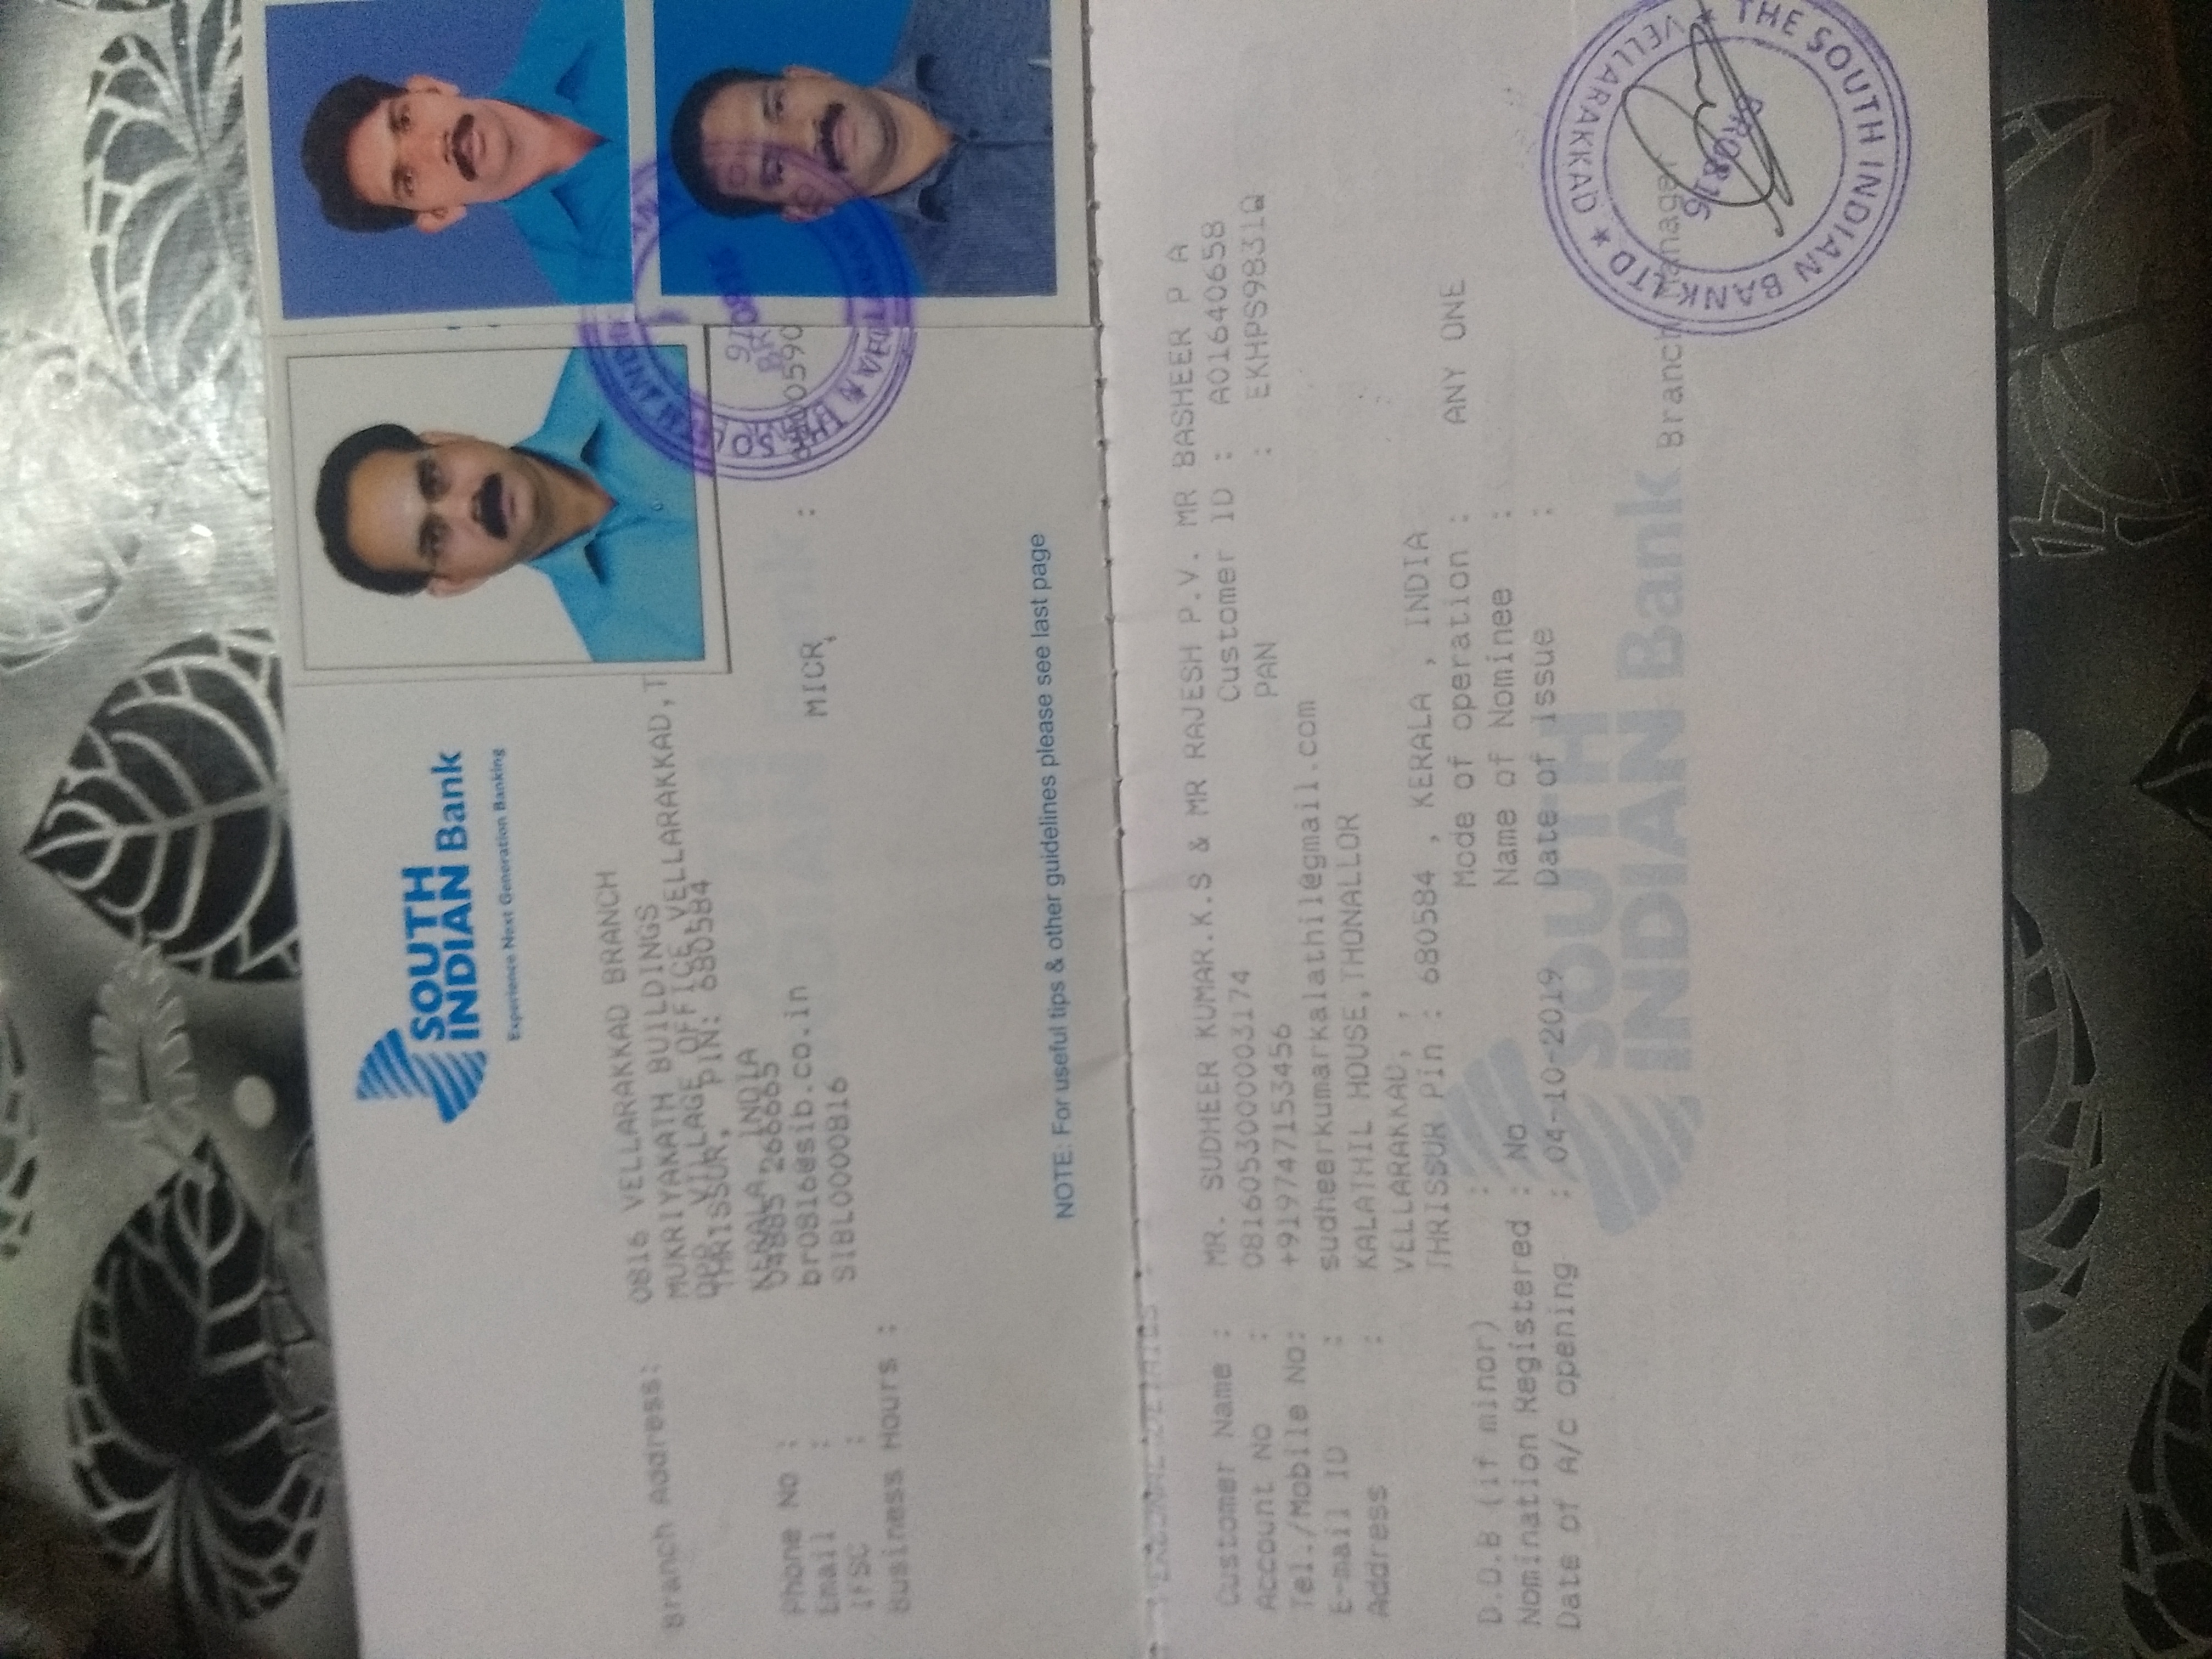 SOUTH
INDIAN Bank
Experience Next Generation Banking
Branch Address: 0816 VELLARAKKAD BRANCH
MUKRIYAKATH BUILDINGS
OPP VILLAGE OFFICE, VELLARAKKAD, T
THRISSUR, PIN: 680584
KERALA INDIA
Phone No : 04885 266665
Email : br0816@sib.co.in
IFSC : SIBL0000816 MICR :
Business Hours :
NOTE: For useful tips & other guidelines please see last page
Customer Name : MR. SUDHEER KUMAR.K.S & MR RAJESH P.V. MR BASHEER P A
Account No : 0816053000003174 Customer ID : A01640658
Tel./Mobile No: +919747153456 PAN : EKHPS9831Q
E-mail ID : sudheerkumarkalathil@gmail.com
Address : KALATHIL HOUSE,THONALLOR
VELLARAKKAD, ,
THRISSUR Pin : 680584 , KERALA , INDIA
D.O.B (if minor) : Mode of operation : ANY ONE
Nomination Registered : No Name of Nominee :
Date of A/c opening : 04-10-2019 Date of Issue :
SOUTH
INDIAN Bank
Branch Manager
THE SOUTH INDIAN BANK LTD ★ VELLARAKKAD ★